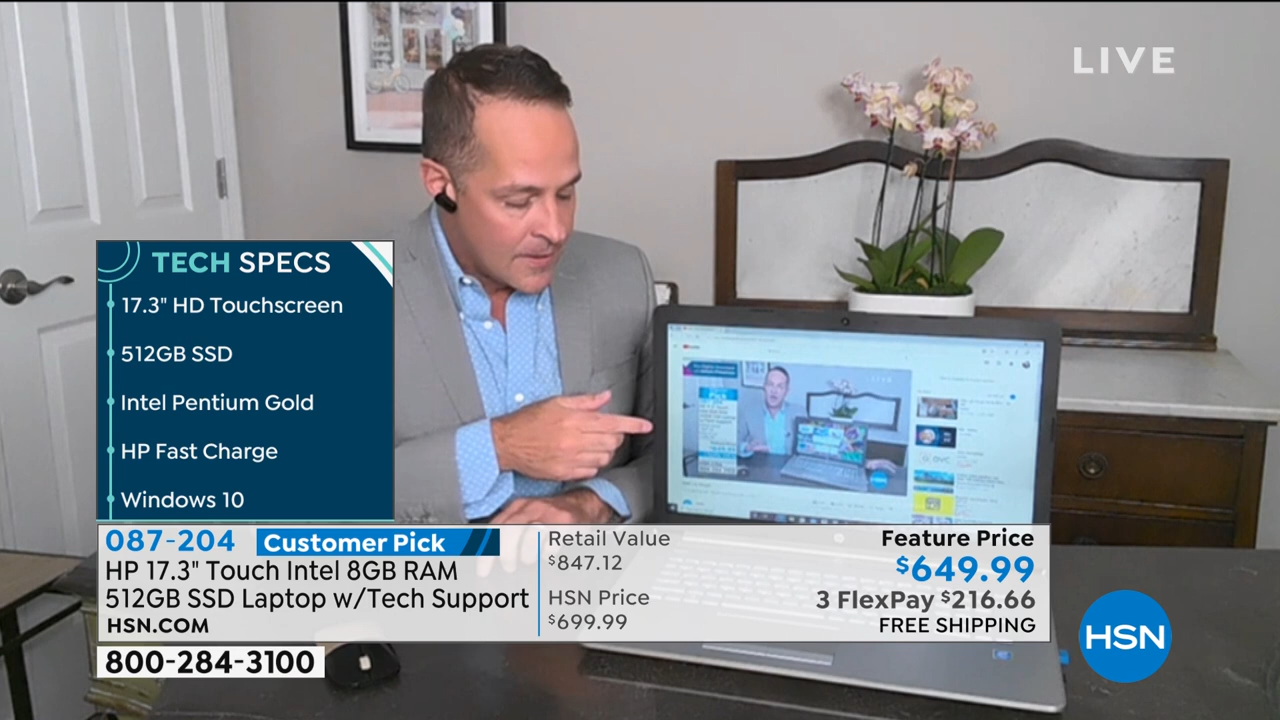 LIVE
TECH SPECS
17.3" HD Touchscreen
512GB SSD
Intel Pentium Gold
HP Fast Charge
Windows 10
087-204 Customer Pick
HP 17.3" Touch Intel 8GB RAM
512GB SSD Laptop w/Tech Support
HSN.COM
Retail Value
$847.12
HSN Price
$699.99
Feature Price
$649.99
3 FlexPay $216.66
FREE SHIPPING
800-284-3100
HSN